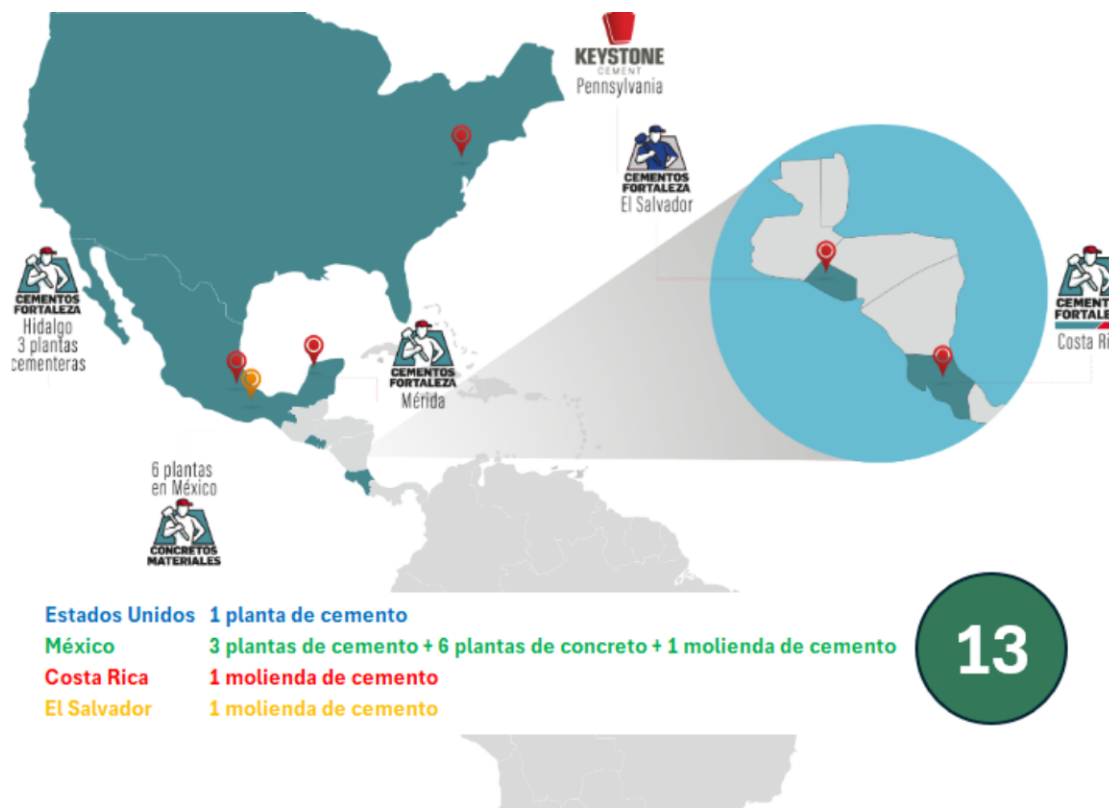 KEYSTONE
CEMENT
Pennsylvania
CEMENTOS
FORTALEZA
El Salvador
CEMENTOS
FORTALEZA
Hidalgo
3 plantas
cementeras
CEMENTOS
FORTALEZA
Mérida
CEMENT
FORTALE
Costa Ri
6 plantas
en México
CONCRETOS
MATERIALES
Estados Unidos 1 planta de cemento
México 3 plantas de cemento + 6 plantas de concreto + 1 molienda de cemento
Costa Rica 1 molienda de cemento
El Salvador 1 molienda de cemento
13